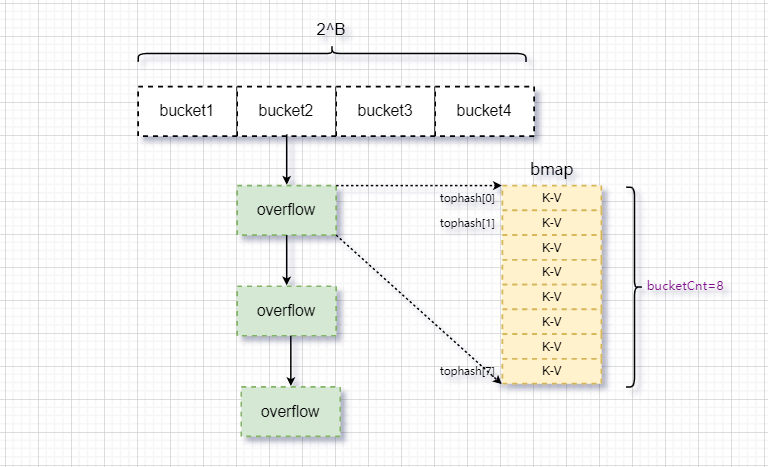 2^B
bucket1 bucket2 bucket3 bucket4
bmap
overflow
tophash[0] K-V
tophash[1] K-V
K-V
K-V
bucketCnt=8
K-V
overflow
K-V
K-V
tophash[7] K-V
overflow